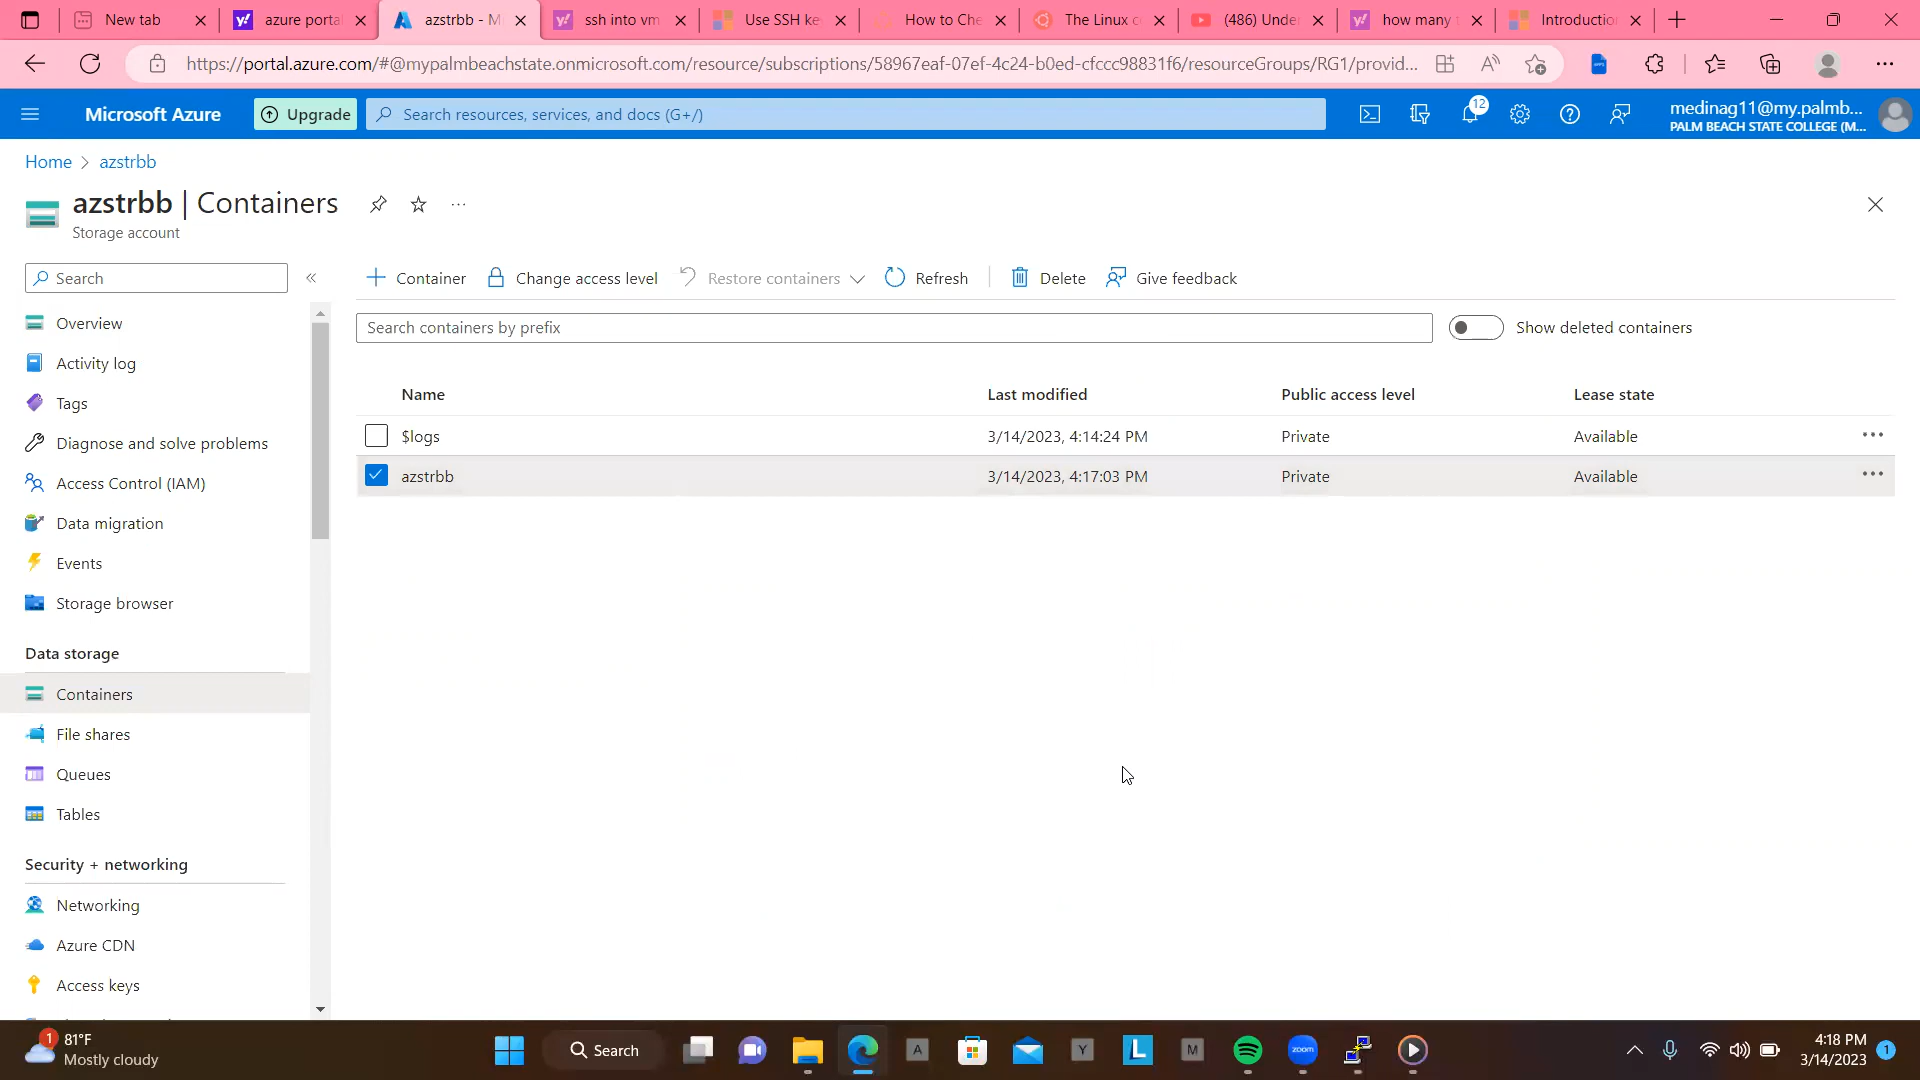 New tab
azure portal
azstrbb - M
ssh into vm
Use SSH ke
How to Che
The Linux c
(486) Unde
how many
Introduction
https://portal.azure.com/#@mypalmbeachstate.onmicrosoft.com/resource/subscriptions/58967eaf-07ef-4c24-b0ed-cfccc98831f6/resourceGroups/RG1/provid...
Microsoft Azure
Upgrade
Search resources, services, and docs (G+/)
12
medinag11@my.palmb...
PALM BEACH STATE COLLEGE (M...
Home > azstrbb
azstrbb | Containers
Storage account
Search
Container
Change access level
Restore containers
Refresh
Delete
Give feedback
Search containers by prefix
Show deleted containers
Name Last modified Public access level Lease state
$logs 3/14/2023, 4:14:24 PM Private Available
azstrbb 3/14/2023, 4:17:03 PM Private Available
Overview
Activity log
Tags
Diagnose and solve problems
Access Control (IAM)
Data migration
Events
Storage browser
Data storage
Containers
File shares
Queues
Tables
Security + networking
Networking
Azure CDN
Access keys
1
81°F
Mostly cloudy
Search
A
Y
L
M
zoom
4:18 PM
3/14/2023
1